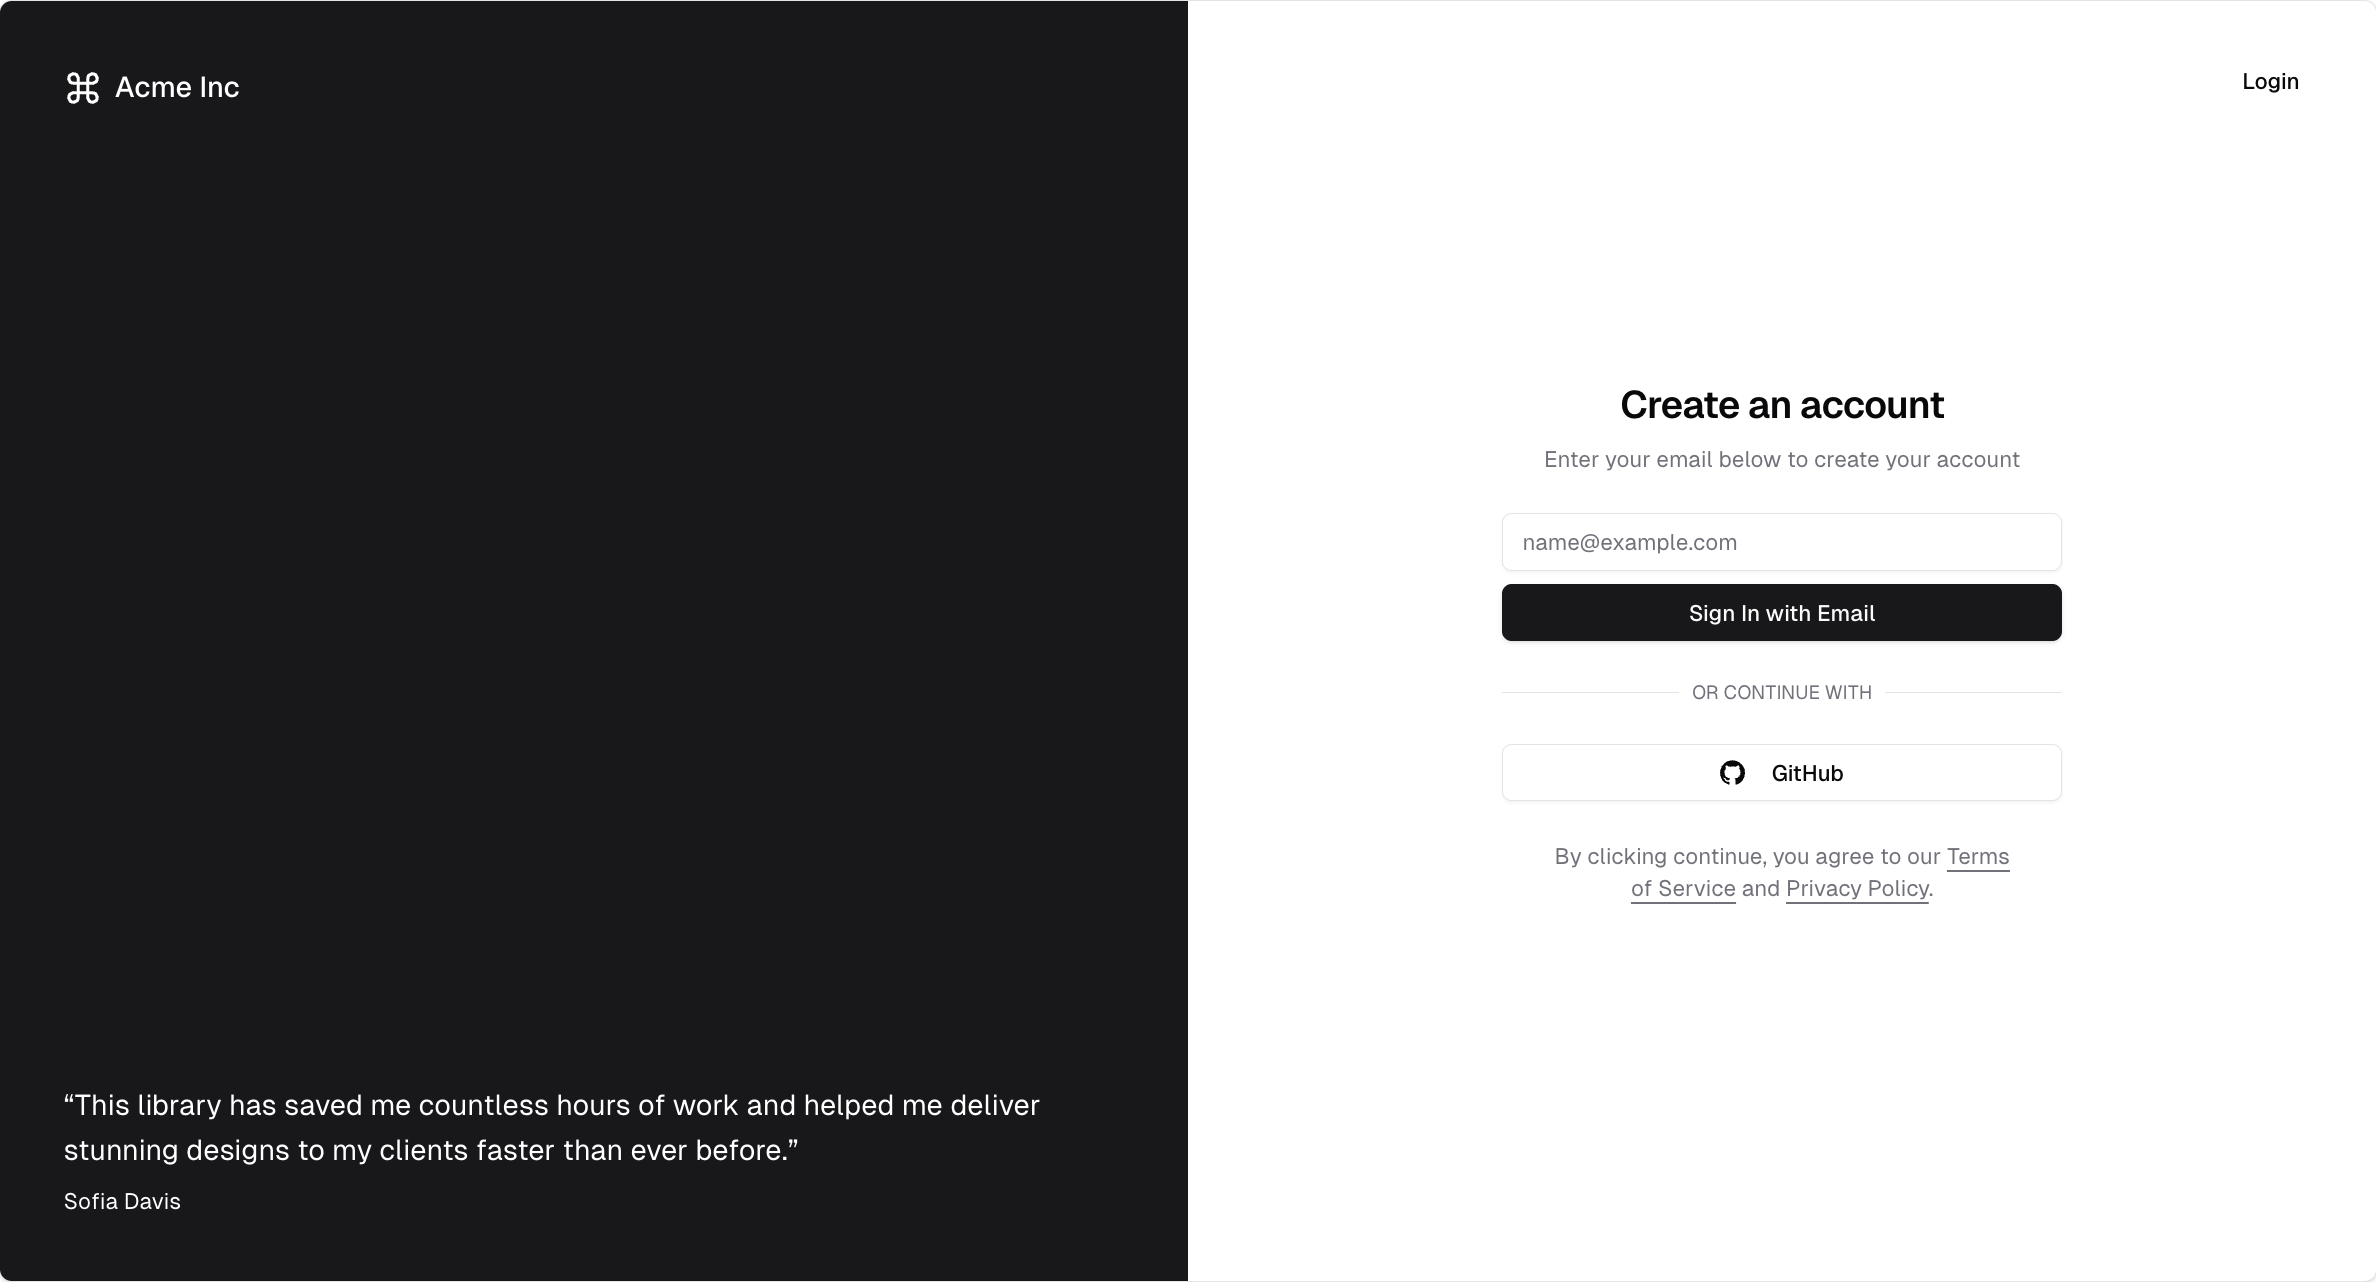 Acme Inc
Login
Create an account
Enter your email below to create your account
name@example.com
Sign In with Email
OR CONTINUE WITH
GitHub
By clicking continue, you agree to our Terms
of Service and Privacy Policy.
“This library has saved me countless hours of work and helped me deliver
stunning designs to my clients faster than ever before.”
Sofia Davis